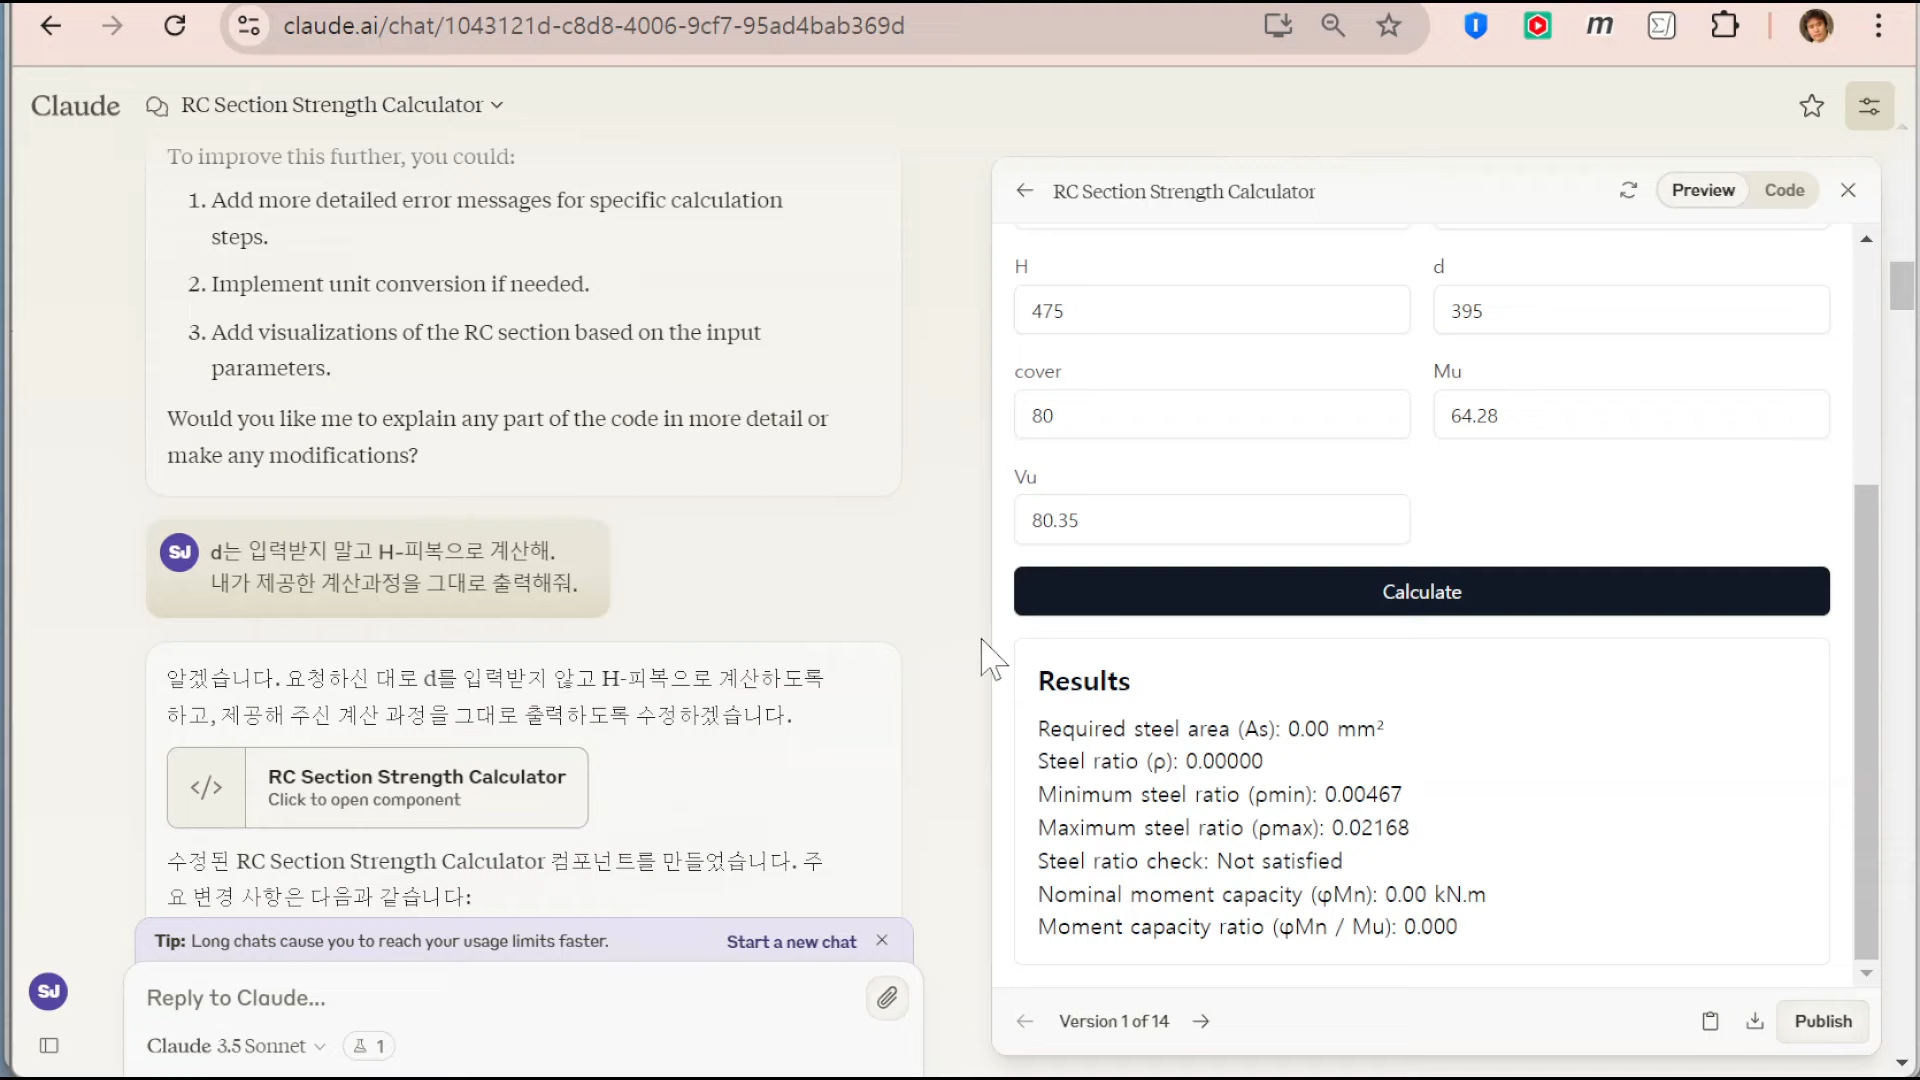 claude.ai/chat/1043121d-c8d8-4006-9cf7-95ad4bab369d
m
Claude
RC Section Strength Calculator
To improve this further, you could:
1. Add more detailed error messages for specific calculation
steps.
2. Implement unit conversion if needed.
3. Add visualizations of the RC section based on the input
parameters.
Would you like me to explain any part of the code in more detail or
make any modifications?
SJ
d는 입력받지 말고 H-피복으로 계산해.
내가 제공한 계산과정을 그대로 출력해줘.
알겠습니다. 요청하신 대로 d를 입력받지 않고 H-피복으로 계산하도록
하고, 제공해 주신 계산 과정을 그대로 출력하도록 수정하겠습니다.
</>
RC Section Strength Calculator
Click to open component
수정된 RC Section Strength Calculator 컴포넌트를 만들었습니다. 주
요 변경 사항은 다음과 같습니다:
Tip: Long chats cause you to reach your usage limits faster.
Start a new chat
SJ
Reply to Claude...
Claude 3.5 Sonnet
1
RC Section Strength Calculator
Preview
Code
H
d
475
395
cover
Mu
80
64.28
Vu
80.35
Calculate
Results
Required steel area (As): 0.00 mm²
Steel ratio (ρ): 0.00000
Minimum steel ratio (ρmin): 0.00467
Maximum steel ratio (ρmax): 0.02168
Steel ratio check: Not satisfied
Nominal moment capacity (φMn): 0.00 kN.m
Moment capacity ratio (φMn / Mu): 0.000
Version 1 of 14
Publish